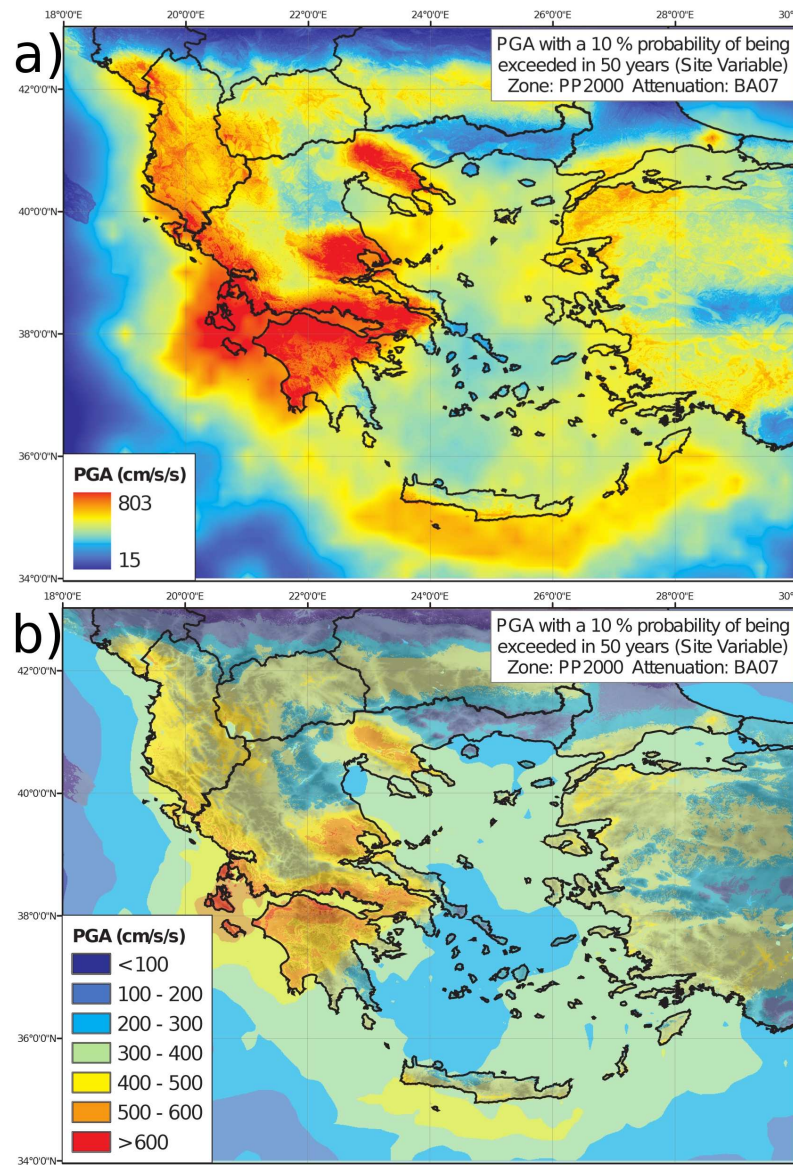 18°0'0"E 20°0'0"E 22°0'0"E 24°0'0"E 26°0'0"E 28°0'0"E 30
a)
PGA with a 10 % probability of being
exceeded in 50 years (Site Variable)
Zone: PP2000 Attenuation: BA07
42°0'0"N
40°0'0"N
38°0'0"N
36°0'0"N
PGA (cm/s/s)
803
15
34°0'0"N
18°0'0"E 20°0'0"E 22°0'0"E 24°0'0"E 26°0'0"E 28°0'0"E 30
b)
PGA with a 10 % probability of being
exceeded in 50 years (Site Variable)
Zone: PP2000 Attenuation: BA07
42°0'0"N
40°0'0"N
38°0'0"N
PGA (cm/s/s)
<100
100 - 200
200 - 300
36°0'0"N
300 - 400
400 - 500
500 - 600
>600
34°0'0"N